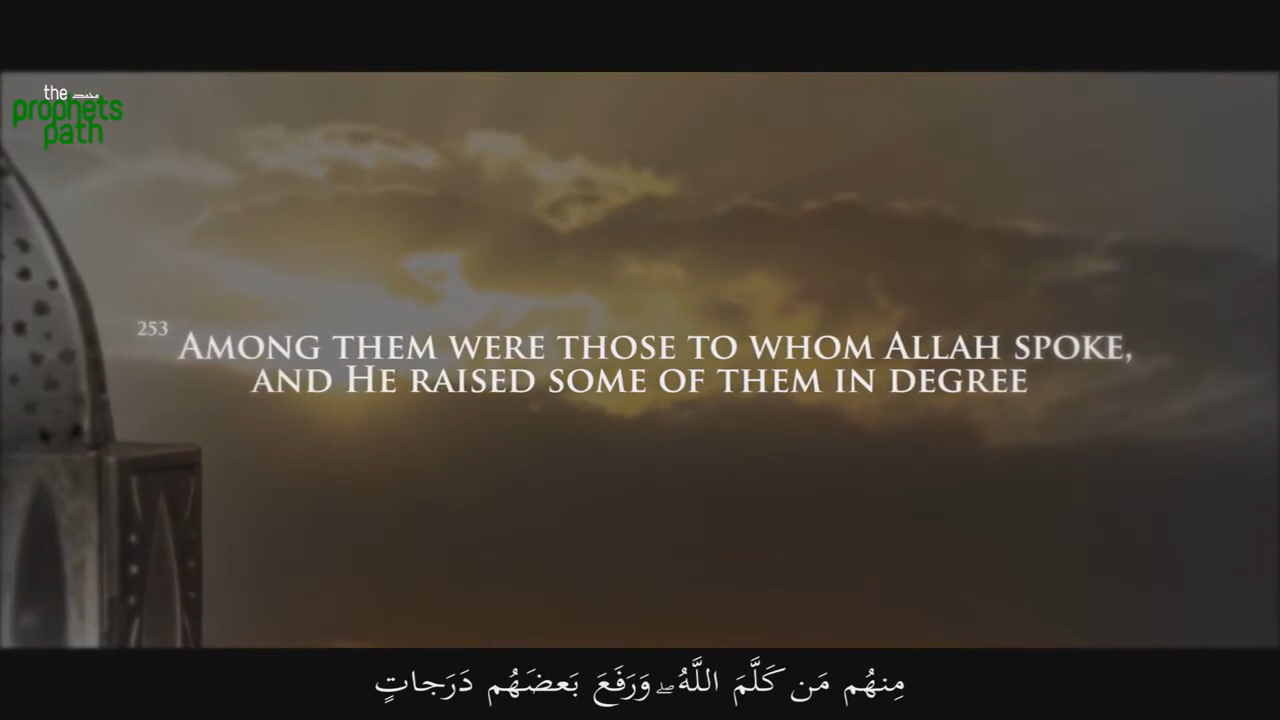 the
prophets
path
253 AMONG THEM WERE THOSE TO WHOM ALLAH SPOKE,
AND HE RAISED SOME OF THEM IN DEGREE
مِنهُم مَن كَلَّمَ اللَّهُ ۖ وَرَفَعَ بَعضَهُم دَرَجاتٍ